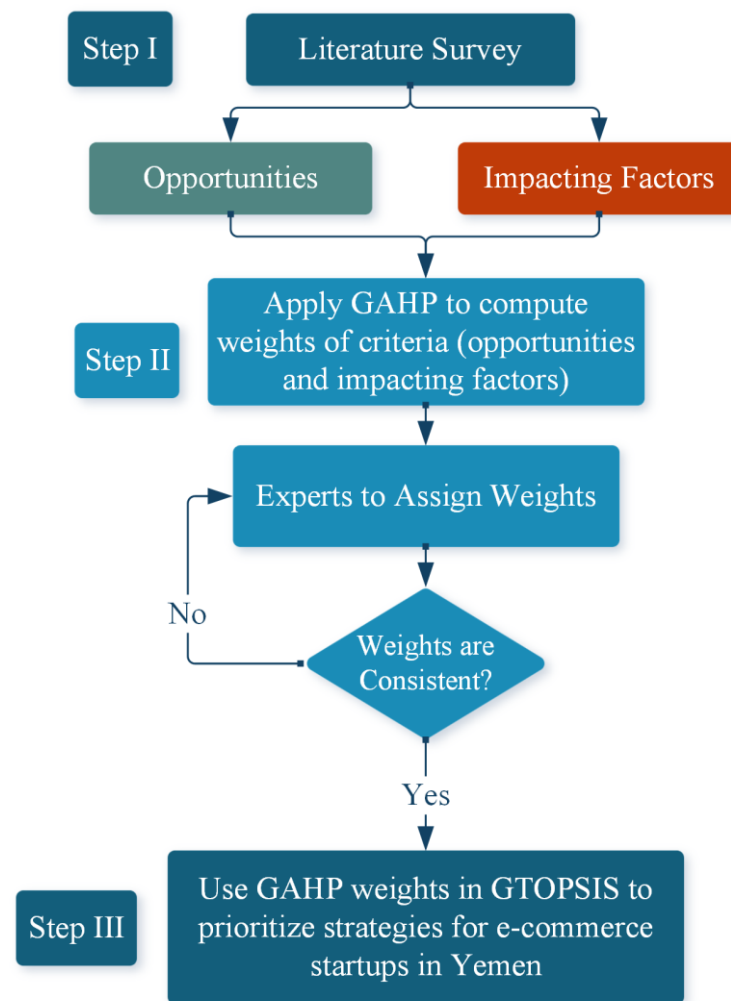 Step I
Literature Survey
Opportunities
Impacting Factors
Step II
Apply GAHP to compute
weights of criteria (opportunities
and impacting factors)
Experts to Assign Weights
No
Weights are
Consistent?
Yes
Step III
Use GAHP weights in GTOPSIS to
prioritize strategies for e-commerce
startups in Yemen